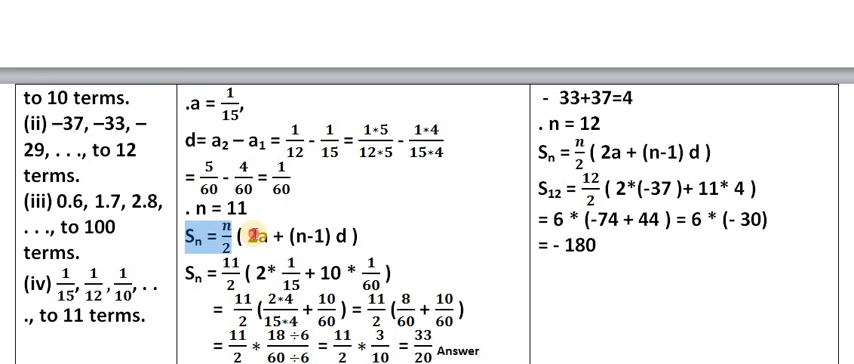 to 10 terms.
(ii) –37, –33, –
29, . . ., to 12
terms.
(iii) 0.6, 1.7, 2.8,
. . ., to 100
terms.
(iv) 1/15, 1/12, 1/10, . .
., to 11 terms.
.a = 1/15,
d= a₂ – a₁ = 1/12 - 1/15 = 1*5/12*5 - 1*4/15*4
= 5/60 - 4/60 = 1/60
. n = 11
Sₙ = n/2 ( 2a + (n-1) d )
Sₙ = 11/2 ( 2* 1/15 + 10 * 1/60 )
= 11/2 (2*4/15*4 + 10/60) = 11/2 (8/60 + 10/60)
= 11/2 * 18 ÷6/60 ÷6 = 11/2 * 3/10 = 33/20 Answer
- 33+37=4
. n = 12
Sₙ = n/2 ( 2a + (n-1) d )
S₁₂ = 12/2 ( 2*(-37 )+ 11* 4 )
= 6 * (-74 + 44 ) = 6 * (- 30)
= - 180